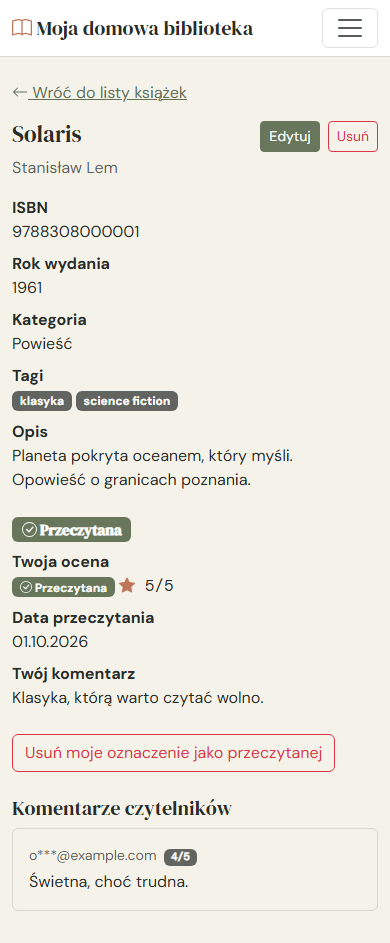 Moja domowa biblioteka
← Wróć do listy książek
Solaris
Edytuj
Usuń
Stanisław Lem
ISBN
9788308000001
Rok wydania
1961
Kategoria
Powieść
Tagi
klasyka science fiction
Opis
Planeta pokryta oceanem, który myśli.
Opowieść o granicach poznania.
Przeczytana
Twoja ocena
Przeczytana ★ 5/5
Data przeczytania
01.10.2026
Twój komentarz
Klasyka, którą warto czytać wolno.
Usuń moje oznaczenie jako przeczytanej
Komentarze czytelników
o***@example.com 4/5
Świetna, choć trudna.